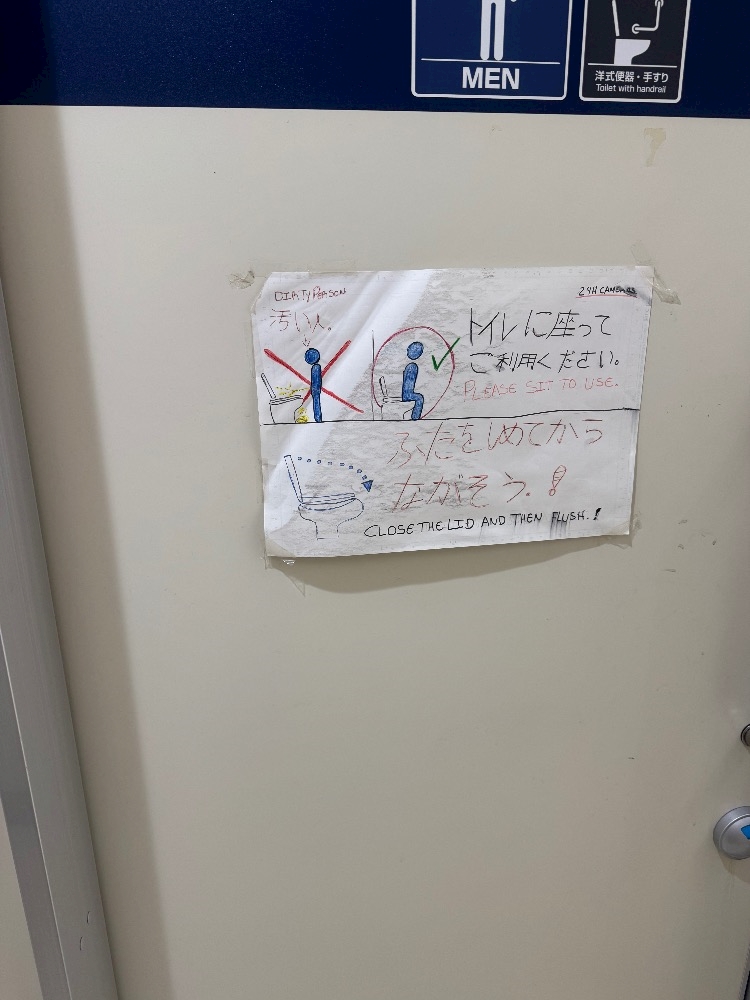 MEN
洋式便器・手すり
Toilet with handrail
DIRTY PERSON
汚い人。
24H CAMERAS
トイレに座って
ご利用ください。
PLEASE SIT TO USE.
ふたをしめてから
ながそう。!
CLOSE THE LID AND THEN FLUSH.!